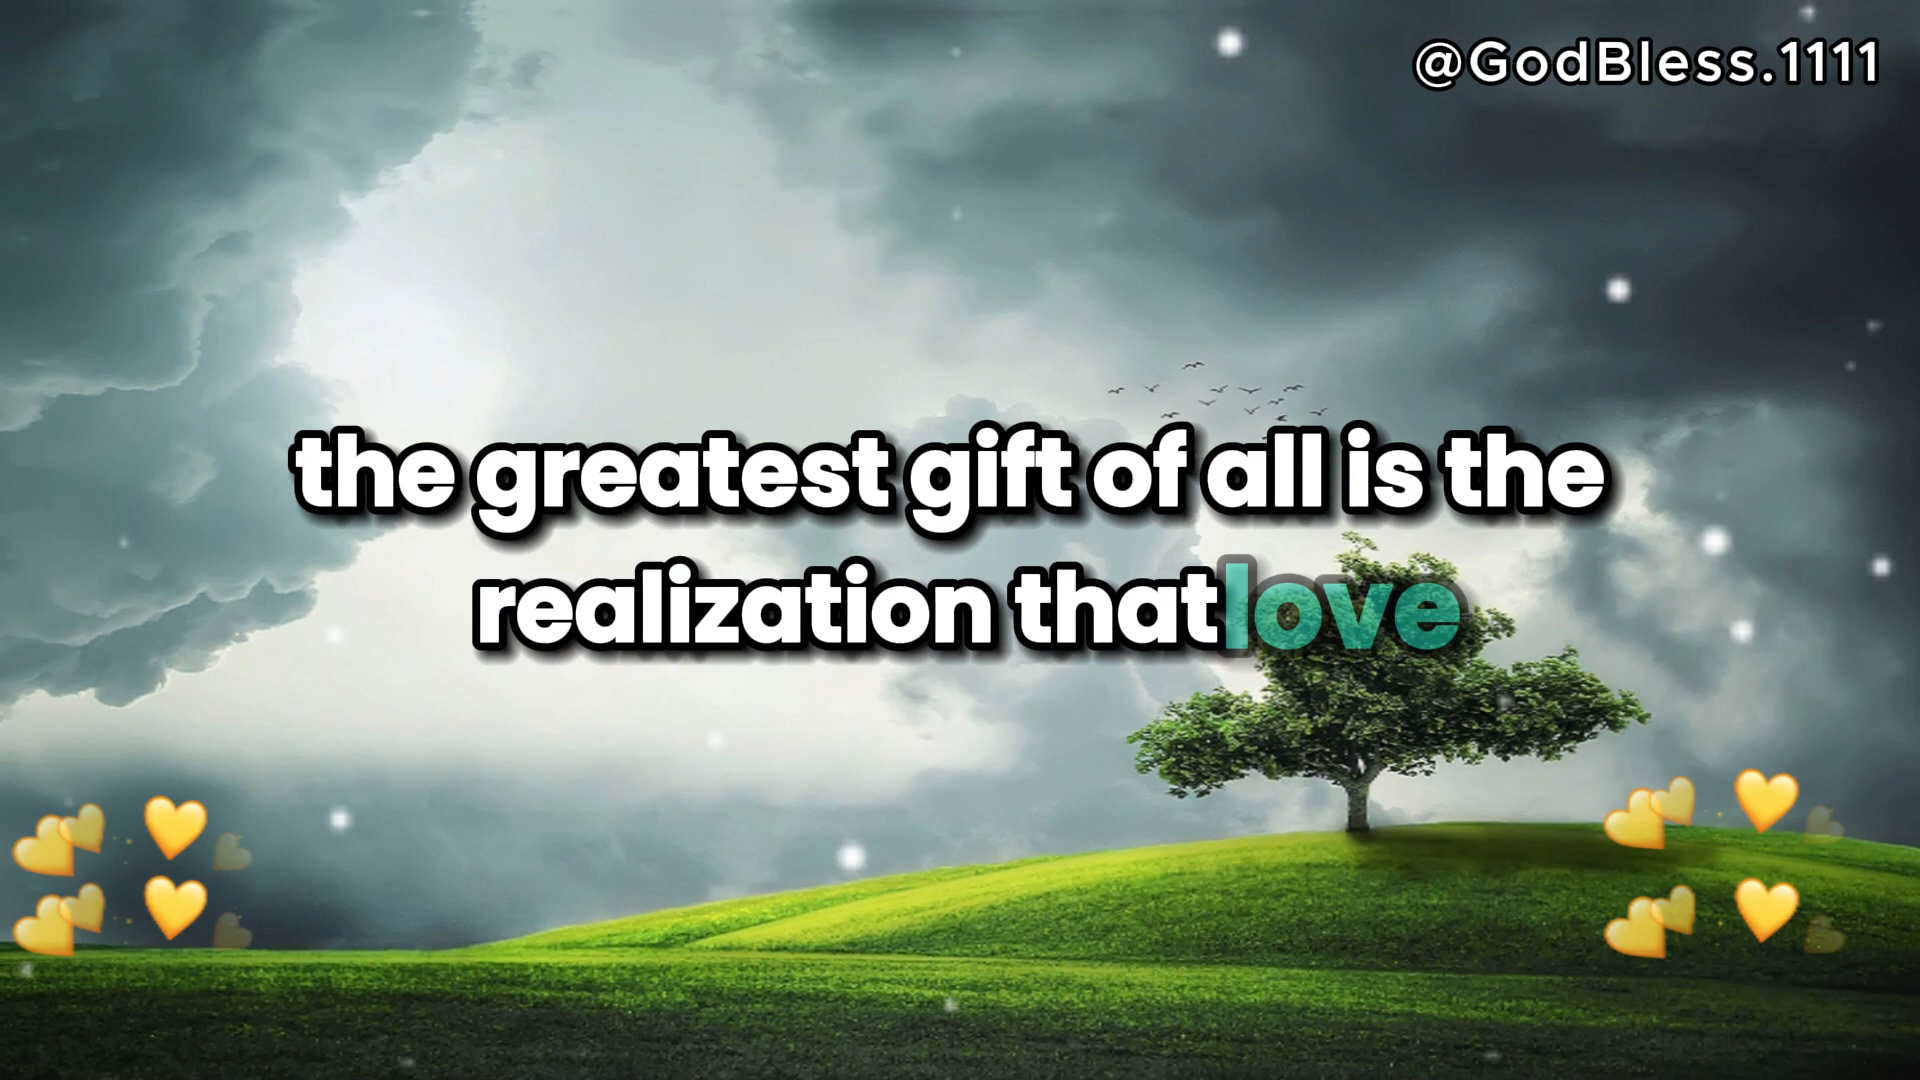 @GodBless.1111
the greatest gift of all is the
realization that love